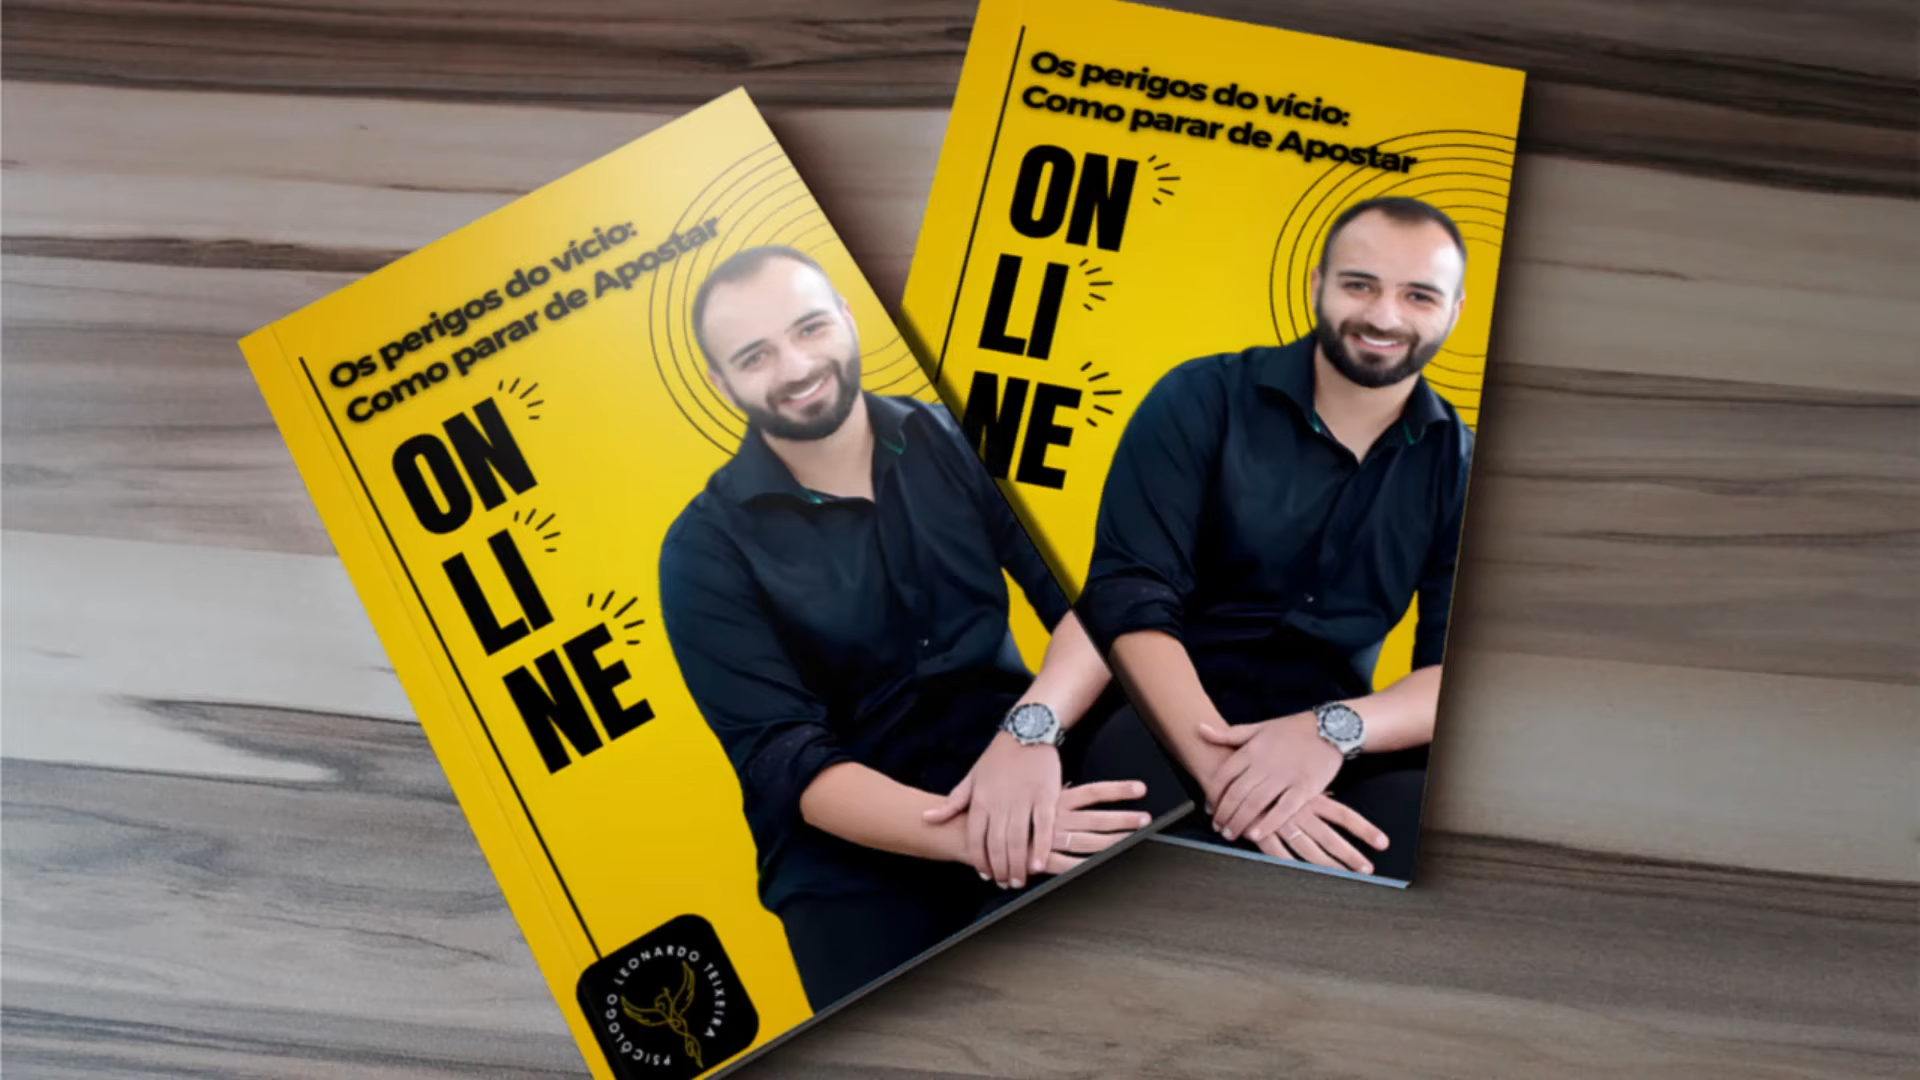 Os perigos do vício:
Como parar de Apostar
ON
LI
NE
PSICÓLOGO LEONARDO TEIXEIRA
Os perigos do vício:
Como parar de Apostar
ON
LI
NE